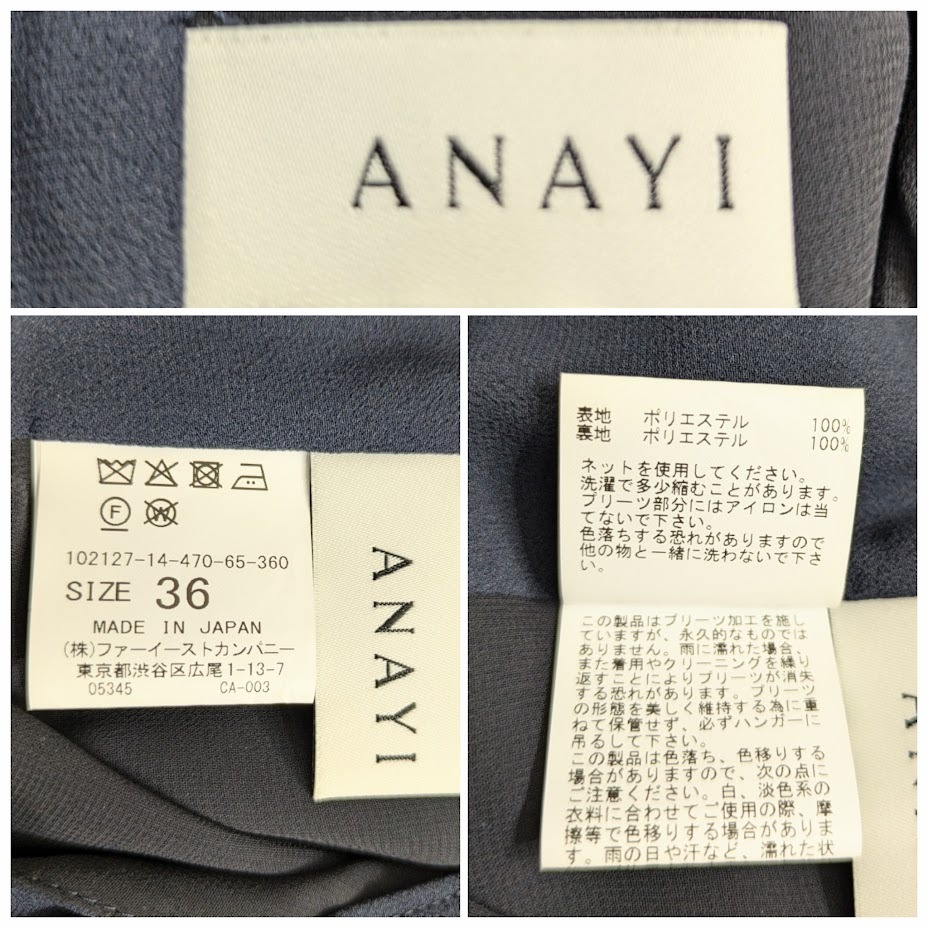 ANAYI
102127-14-470-65-360
SIZE 36
MADE IN JAPAN
(株)ファーイーストカンパニー
東京都渋谷区広尾1-13-7
05345 CA-003
ANAYI
表地 ポリエステル 100%
裏地 ポリエステル 100%
ネットを使用してください。
洗濯で多少縮むことがあります。
プリーツ部分にはアイロンは当
てないで下さい。
色落ちする恐れがありますので
他の物と一緒に洗わないで下さ
い。
この製品はプリーツ加工を施し
ていますが、永久的なものでは
ありません。雨に濡れた場合、
また着用やクリーニングを繰り
返すことによりプリーツが消失
する恐れがあります。プリーツ
の形態を美しく維持する為に重
ねて保管せず、必ずハンガーに
吊るして下さい。
この製品は色落ち、色移りする
場合がありますので、次の点に
ご注意ください。白、淡色系の
衣料に合わせてご使用の際、摩
擦等で色移りする場合がありま
す。雨の日や汗など、濡れた状